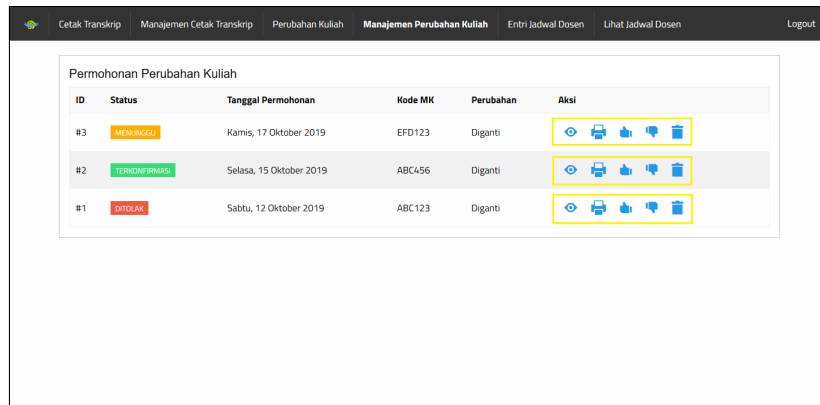 Cetak Transkrip Manajemen Cetak Transkrip Perubahan Kuliah Manajemen Perubahan Kuliah Entri Jadwal Dosen Lihat Jadwal Dosen Logout
Permohonan Perubahan Kuliah
ID Status Tanggal Permohonan Kode MK Perubahan Aksi
#3 MENUNGGU Kamis, 17 Oktober 2019 EFD123 Diganti
#2 TERKONFIRMASI Selasa, 15 Oktober 2019 ABC456 Diganti
#1 DITOLAK Sabtu, 12 Oktober 2019 ABC123 Diganti